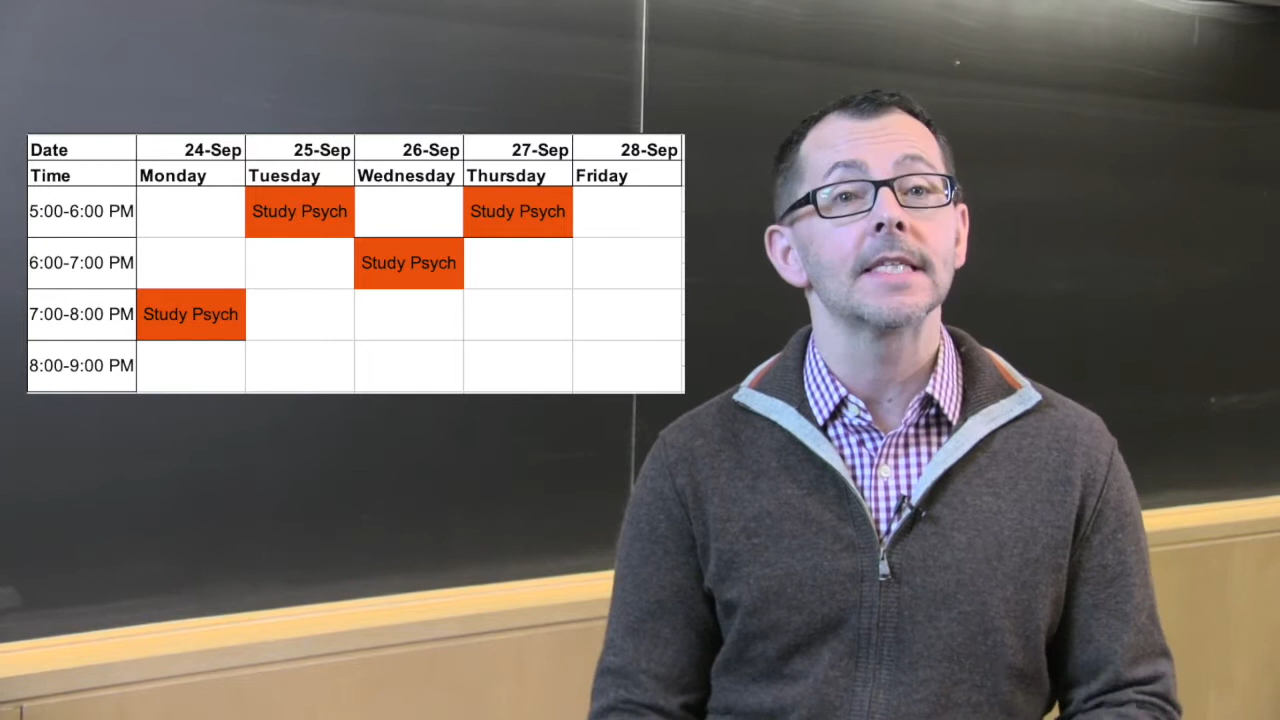 Date 24-Sep 25-Sep 26-Sep 27-Sep 28-Sep
Time Monday Tuesday Wednesday Thursday Friday
5:00-6:00 PM Study Psych Study Psych
6:00-7:00 PM Study Psych
7:00-8:00 PM Study Psych
8:00-9:00 PM